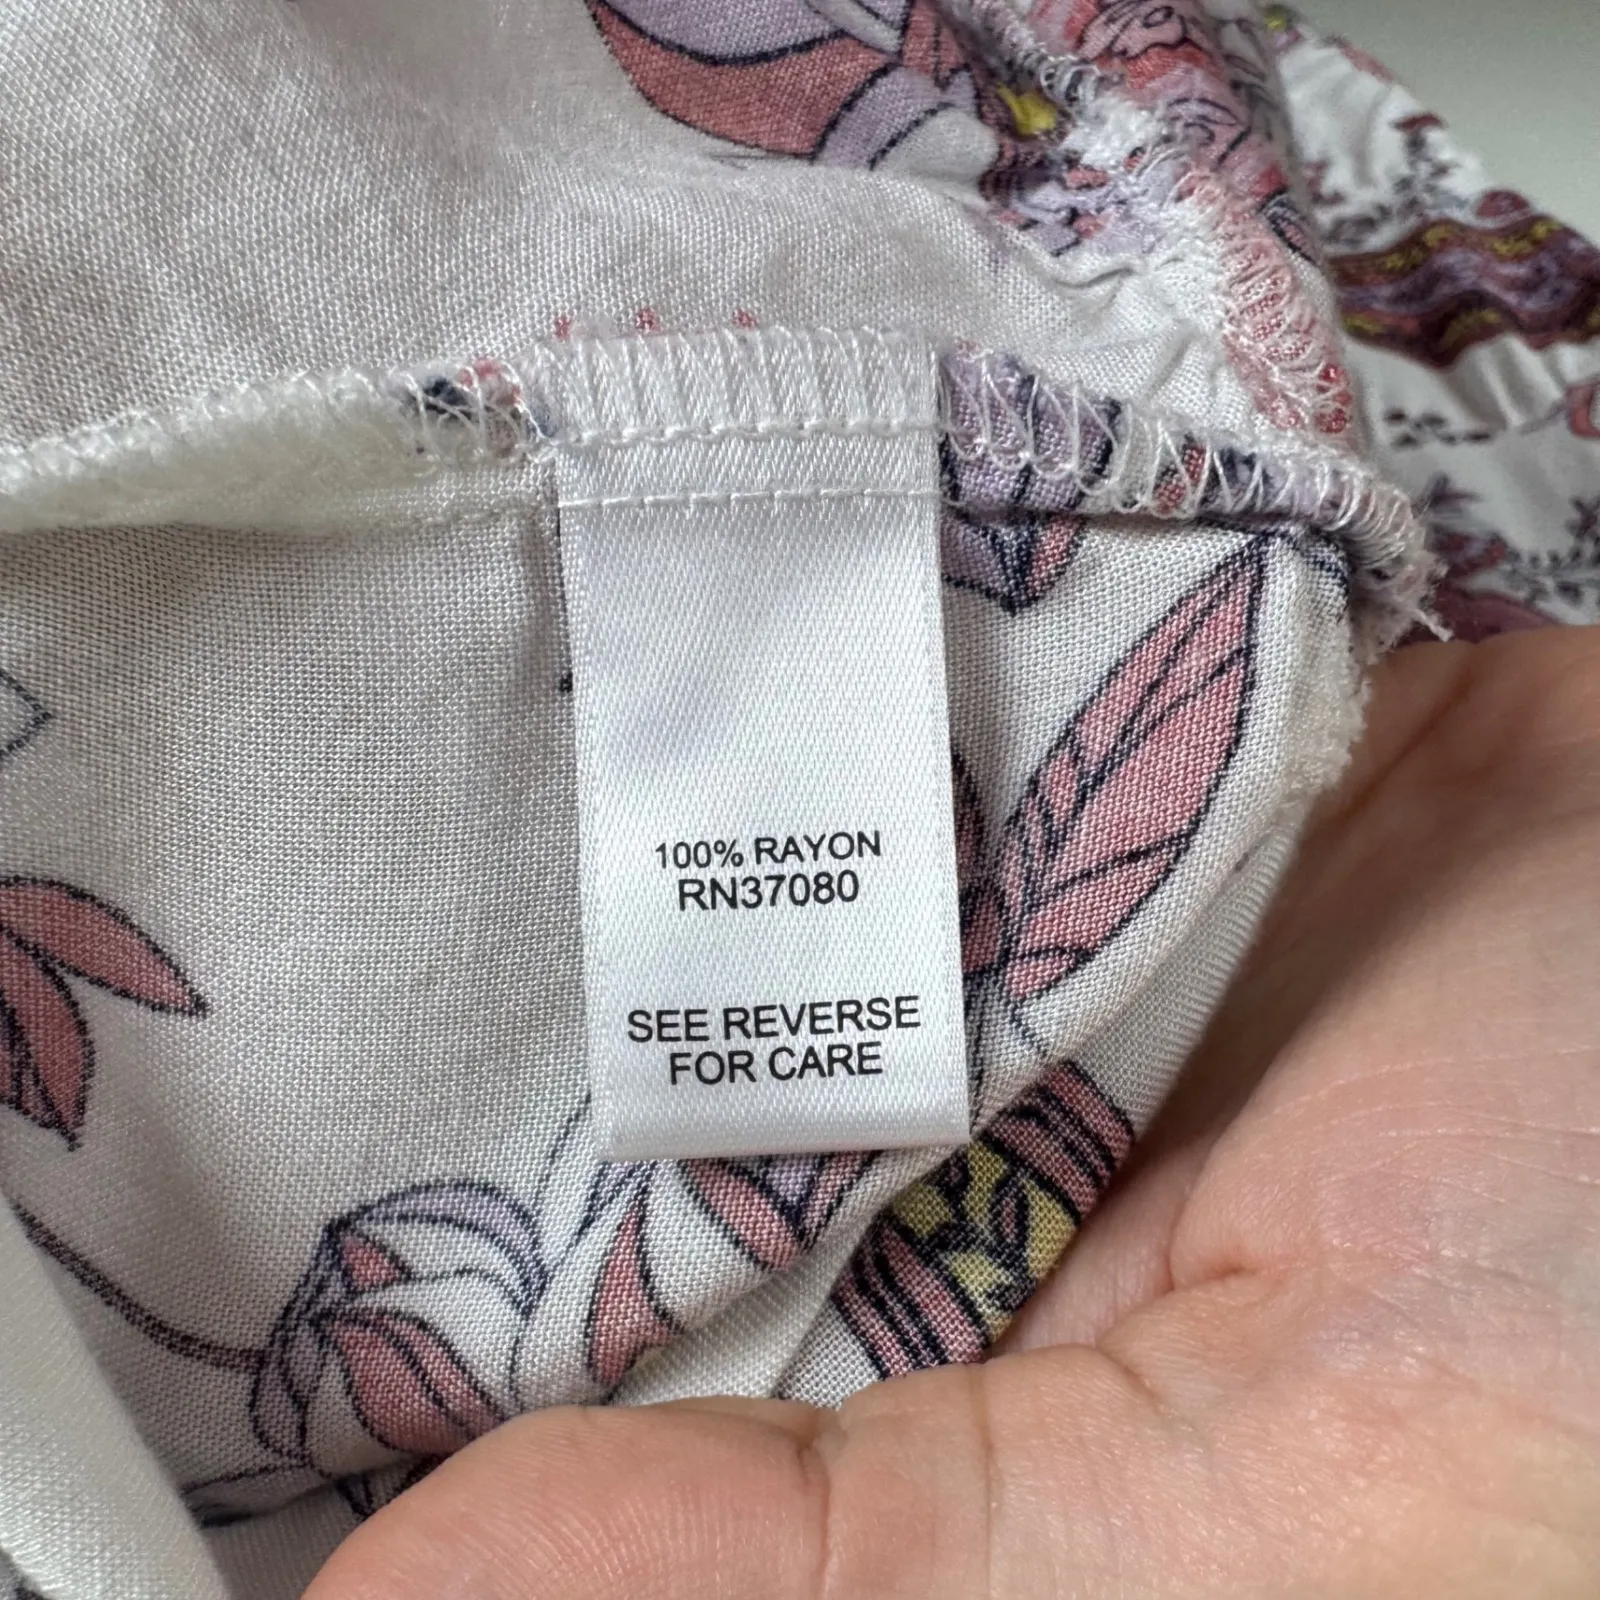 100% RAYON
RN37080
SEE REVERSE
FOR CARE